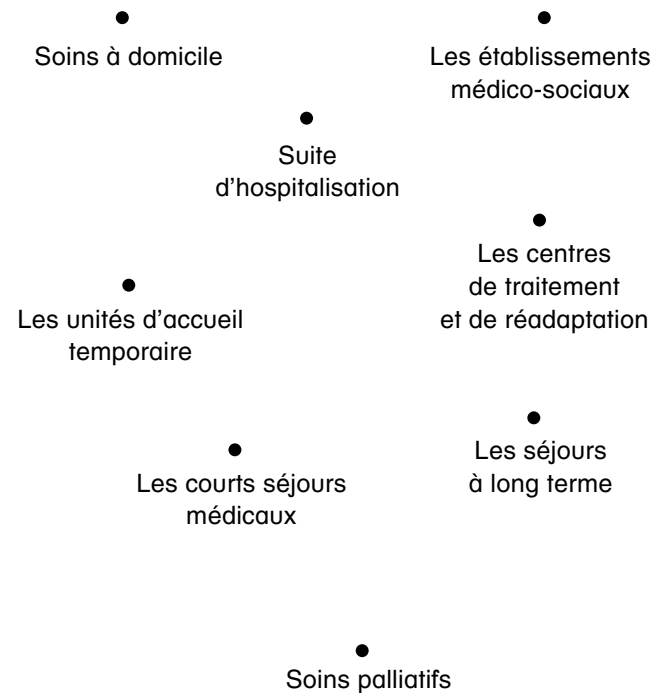 Soins à domicile
Les établissements
médico-sociaux
Suite
d'hospitalisation
Les centres
de traitement
et de réadaptation
Les unités d'accueil
temporaire
Les séjours
à long terme
Les courts séjours
médicaux
Soins palliatifs